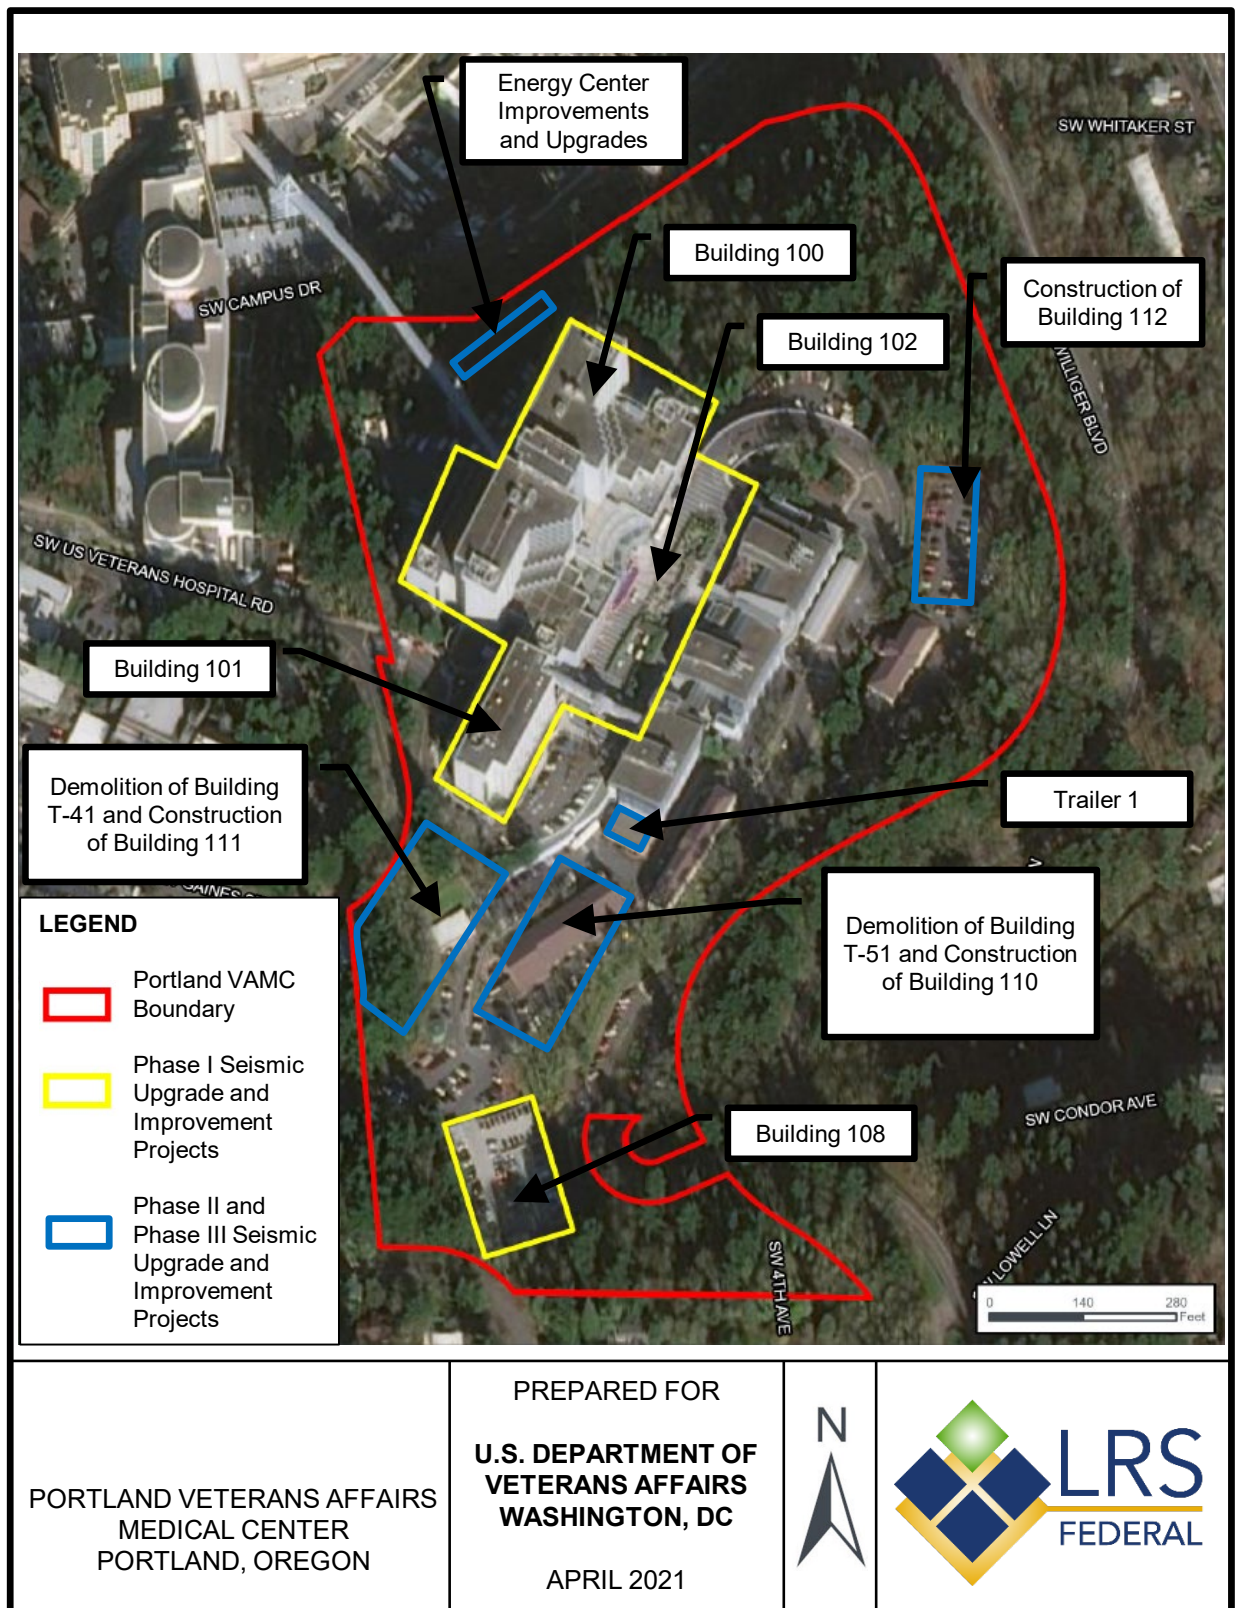 Energy Center
Improvements
and Upgrades
SW WHITAKER ST
Building 100
Construction of
Building 112
SW CAMPUS DR
Building 102
BLVD
SW US VETERANS HOSPITAL RD
Building 101
Demolition of Building
T-41 and Construction
of Building 111
Trailer 1
Demolition of Building
T-51 and Construction
of Building 110
LEGEND
Portland VAMC
Boundary
Phase I Seismic
Upgrade and
Improvement
Projects
Phase II and
Phase III Seismic
Upgrade and
Improvement
Projects
Building 108
SW CONDOR AVE
SW 4TH AVE
LOWELL LN
0 140 280
Feet
PORTLAND VETERANS AFFAIRS
MEDICAL CENTER
PORTLAND, OREGON
PREPARED FOR
U.S. DEPARTMENT OF
VETERANS AFFAIRS
WASHINGTON, DC
APRIL 2021
N
LRS
FEDERAL